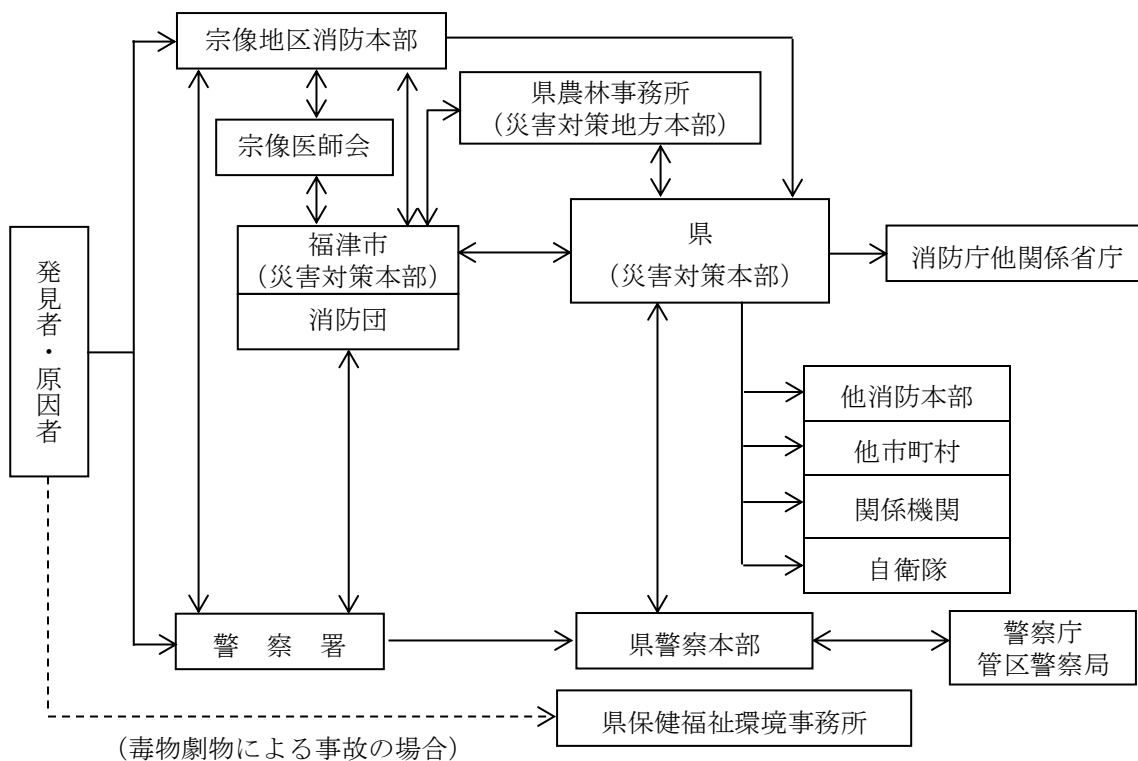 宗像地区消防本部
県農林事務所
（災害対策地方本部）
宗像医師会
発見者・原因者
福津市
（災害対策本部）
消防団
県
（災害対策本部）
消防庁他関係省庁
他消防本部
他市町村
関係機関
自衛隊
警　察　署
県警察本部
警察庁
管区警察局
県保健福祉環境事務所
（毒物劇物による事故の場合）